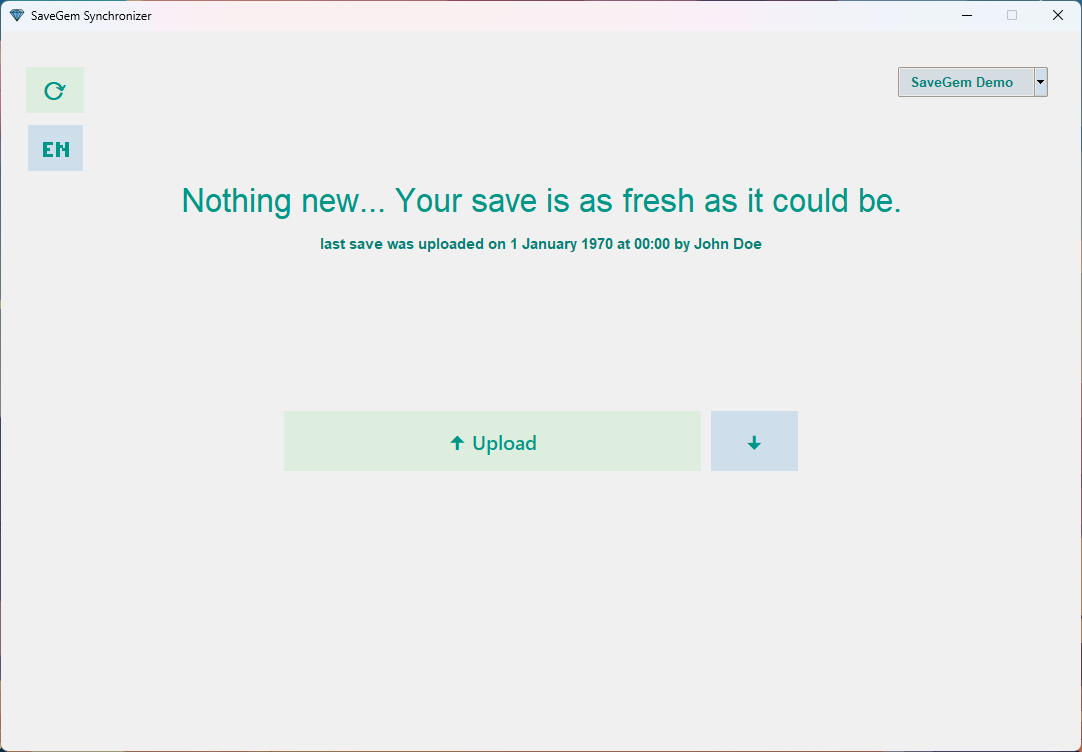 SaveGem Synchronizer
SaveGem Demo
EN
Nothing new... Your save is as fresh as it could be.
last save was uploaded on 1 January 1970 at 00:00 by John Doe
Upload